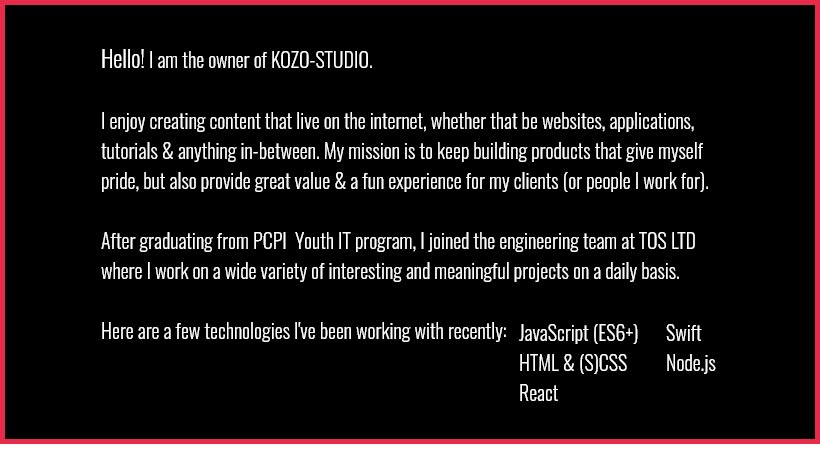 Hello! I am the owner of KOZO-STUDIO.
I enjoy creating content that live on the internet, whether that be websites, applications,
tutorials & anything in-between. My mission is to keep building products that give myself
pride, but also provide great value & a fun experience for my clients (or people I work for).
After graduating from PCPI  Youth IT program, I joined the engineering team at TOS LTD
where I work on a wide variety of interesting and meaningful projects on a daily basis.
Here are a few technologies I've been working with recently:
JavaScript (ES6+)
HTML & (S)CSS
React
Swift
Node.js